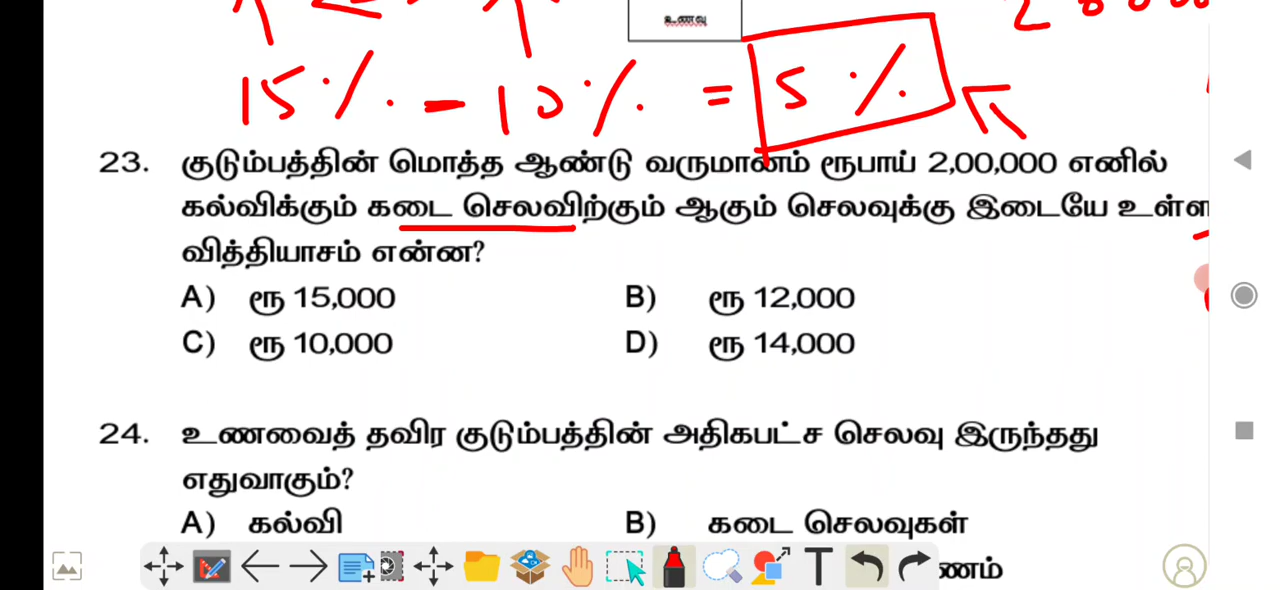 உணவு
15 % - 10 % = 5 %
23. குடும்பத்தின் மொத்த ஆண்டு வருமானம் ரூபாய் 2,00,000 எனில்
கல்விக்கும் கடை செலவிற்கும் ஆகும் செலவுக்கு இடையே உள்ள
வித்தியாசம் என்ன?
A) ரூ 15,000 B) ரூ 12,000
C) ரூ 10,000 D) ரூ 14,000
24. உணவைத் தவிர குடும்பத்தின் அதிகபட்ச செலவு இருந்தது
எதுவாகும்?
A) கல்வி B) கடை செலவுகள்